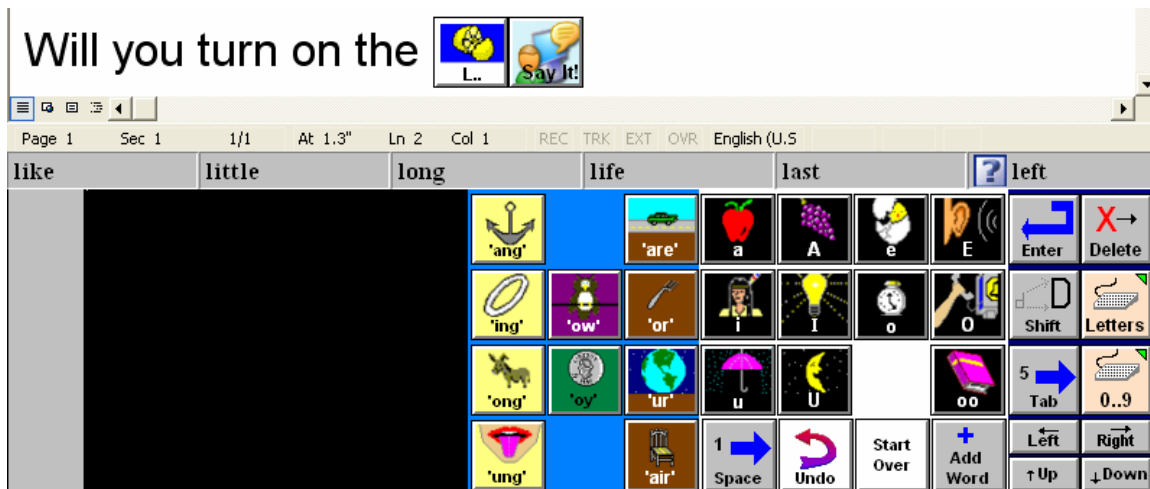 Will you turn on the L.. Say It!
Page 1 Sec 1 1/1 At 1.3" Ln 2 Col 1 REC TRK EXT OVR English (U.S
like little long life last ? left
'ang' 'are' a A e E Enter X→ Delete
'ing' 'ow' 'or' i I o O D Shift Letters
'ong' 'oy' 'ur' u U oo 5 Tab 0..9
'ung' 'air' 1 Space Undo Start Over + Add Word Left Right
↑Up ↓Down